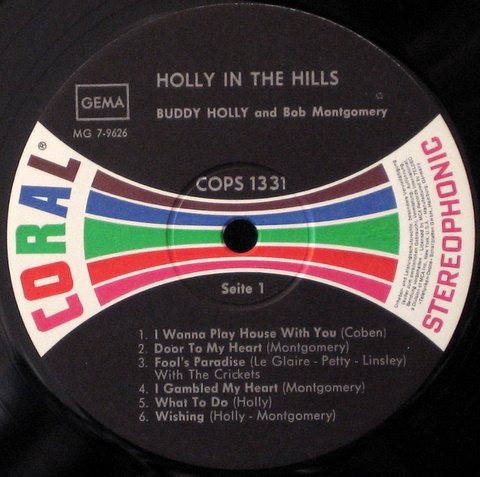 HOLLY IN THE HILLS
GEMA
BUDDY HOLLY and Bob Montgomery
MG 7-9626
CORAL®
COPS 1331
STEREOPHONIC
Seite 1
1. I Wanna Play House With You (Coben)
2. Door To My Heart (Montgomery)
3. Fool's Paradise (Le Glaire - Petty - Linsley)
With The Crickets
4. I Gambled My Heart (Montgomery)
5. What To Do (Holly)
6. Wishing (Holly - Montgomery)